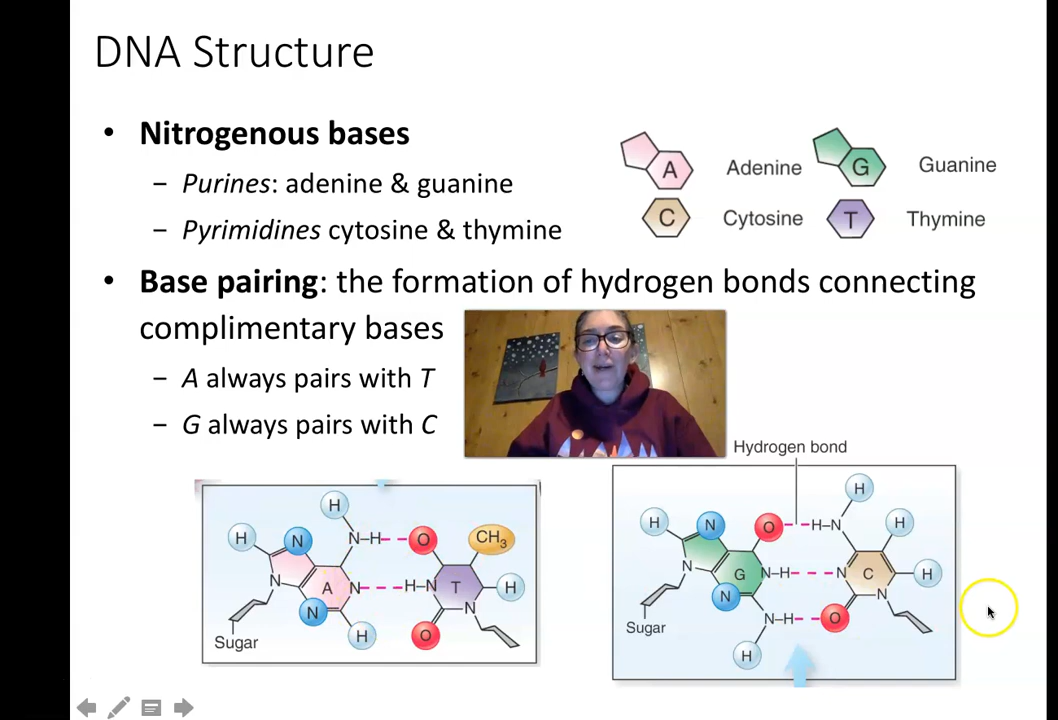 DNA Structure
• Nitrogenous bases
– Purines: adenine & guanine
– Pyrimidines cytosine & thymine
A Adenine G Guanine
C Cytosine T Thymine
• Base pairing: the formation of hydrogen bonds connecting
complimentary bases
– A always pairs with T
– G always pairs with C
H
H N N–H O CH₃
N A N H–N T H
N H O N
Sugar
Hydrogen bond
H
H N O H–N H
N G N–H N C H
N N–H O N
Sugar
H